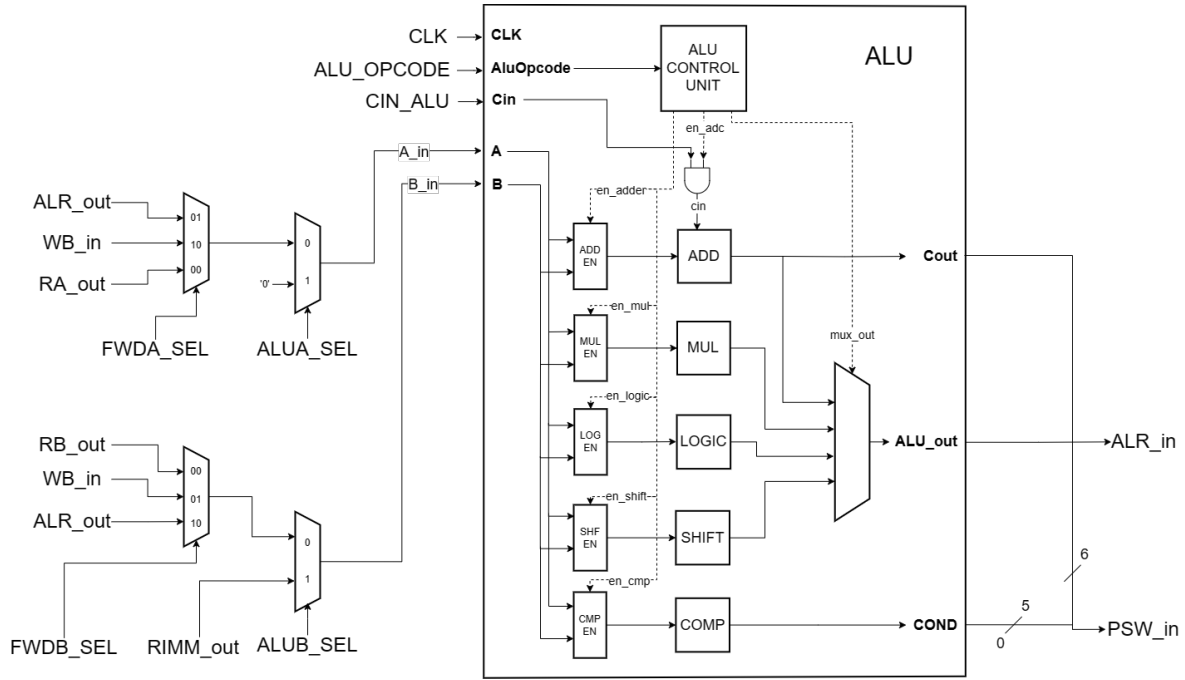 CLK
ALU_OPCODE
CIN_ALU
CLK
AluOpcode
Cin
ALU
CONTROL
UNIT
ALU
en_adc
A_in
A
B_in
B
cin
ALR_out
WB_in
RA_out
01
10
00
FWDA_SEL
0
1
'0'
ALUA_SEL
en_adder
ADD
EN
ADD
Cout
en_mul
MUL
EN
MUL
mux_out
en_logic
LOG
EN
LOGIC
ALU_out
ALR_in
RB_out
WB_in
ALR_out
00
01
10
FWDB_SEL
RIMM_out
0
1
ALUB_SEL
en_shift
SHF
EN
SHIFT
en_cmp
CMP
EN
COMP
COND
6
5
0
PSW_in